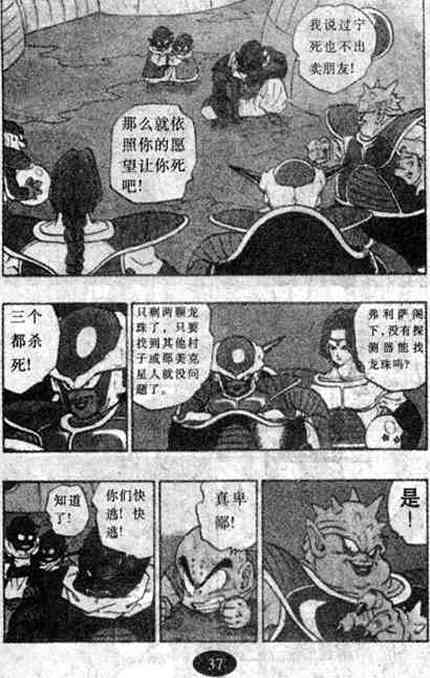 我说过宁
死也不出
卖朋友!
那么就依
照你的愿
望让你死
吧!
弗利萨阁
下,没有探
测器能找
龙珠吗?
只剩两颗龙
珠了,只要
找到其他村
子或那美克
星人就没问
题了。
三个
都杀
死!
是!
真卑
鄙!
你们快
逃!快
逃!
知道
了!
37